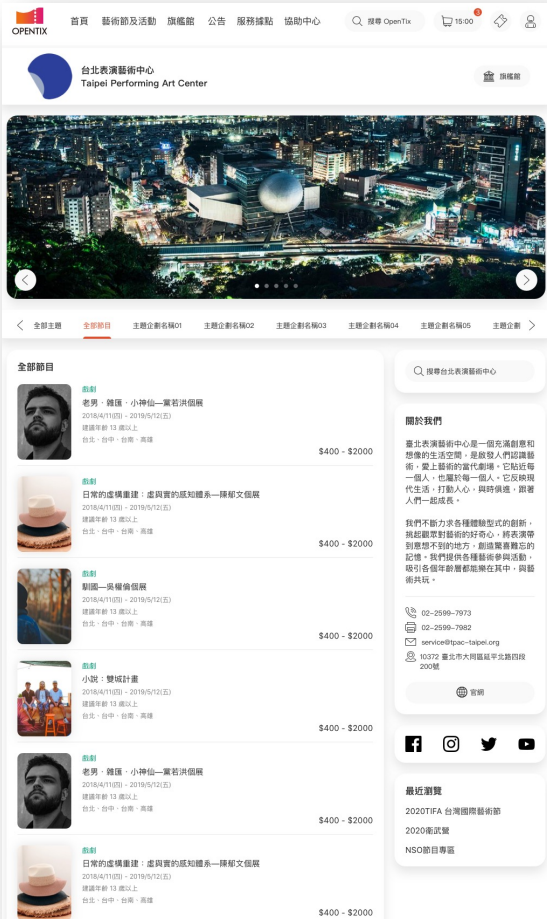 OPENTIX
首頁 藝術節及活動 旗艦館 公告 服務據點 協助中心
搜尋 OpenTix
15:00
3
台北表演藝術中心
Taipei Performing Art Center
旗艦館
全部主題 全部節目 主題企劃名稱01 主題企劃名稱02 主題企劃名稱03 主題企劃名稱04 主題企劃名稱05 主題企劃
全部節目
戲劇
老男・雜匯・小神仙—黨若洪個展
2018/4/11(四) - 2019/5/12(五)
建議年齡 13 歲以上
台北・台中・台南・高雄
$400 - $2000
戲劇
日常的虛構重建：虛與實的感知體系—陳郁文個展
2018/4/11(四) - 2019/5/12(五)
建議年齡 13 歲以上
台北・台中・台南・高雄
$400 - $2000
戲劇
馴國—吳權倫個展
2018/4/11(四) - 2019/5/12(五)
建議年齡 13 歲以上
台北・台中・台南・高雄
$400 - $2000
戲劇
小說：雙城計畫
2018/4/11(四) - 2019/5/12(五)
建議年齡 13 歲以上
台北・台中・台南・高雄
$400 - $2000
戲劇
老男・雜匯・小神仙—黨若洪個展
2018/4/11(四) - 2019/5/12(五)
建議年齡 13 歲以上
台北・台中・台南・高雄
$400 - $2000
戲劇
日常的虛構重建：虛與實的感知體系—陳郁文個展
2018/4/11(四) - 2019/5/12(五)
建議年齡 13 歲以上
台北・台中・台南・高雄
$400 - $2000
搜尋台北表演藝術中心
關於我們
臺北表演藝術中心是一個充滿創意和
想像的生活空間，是啟發人們認識藝
術，愛上藝術的當代劇場。它貼近每
一個人，也屬於每一個人。它反映現
代生活，打動人心，與時俱進，跟著
人們一起成長。
我們不斷力求各種體驗型式的創新，
挑起觀眾對藝術的好奇心，將表演帶
到意想不到的地方，創造驚喜難忘的
記憶。我們提供各種藝術參與活動，
吸引各個年齡層都能樂在其中，與藝
術共玩。
02-2599-7973
02-2599-7982
service@tpac-taipei.org
10372 臺北市大同區延平北路四段
200號
官網
最近瀏覽
2020TIFA 台灣國際藝術節
2020衛武營
NSO節目專區